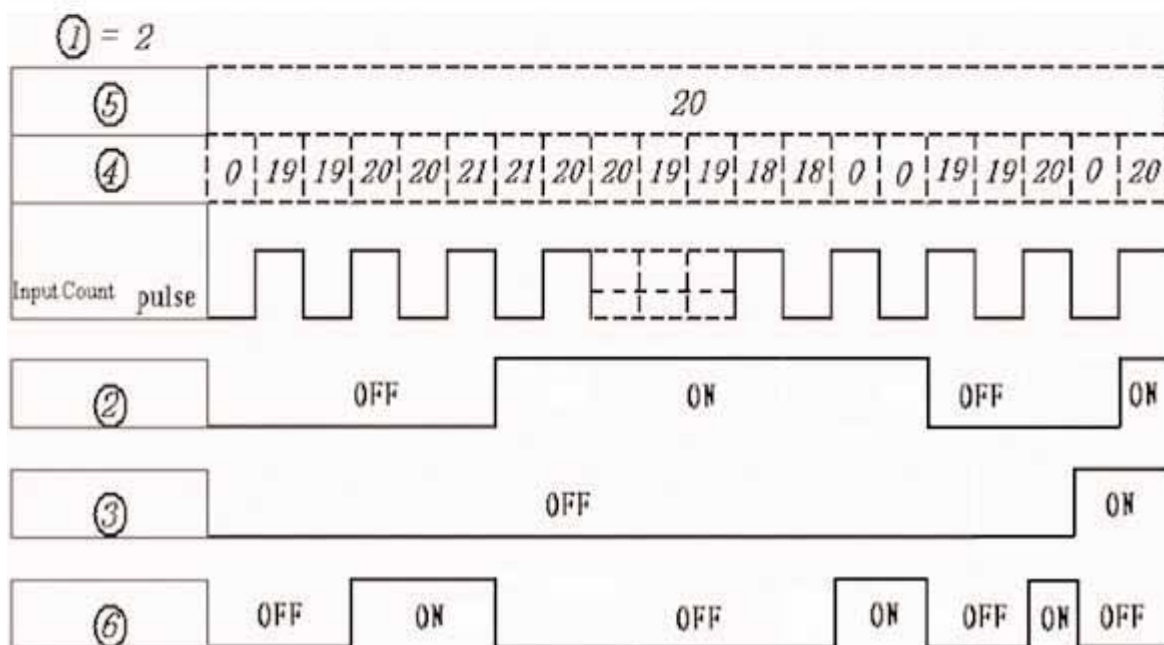 ① = 2
⑤ 20
④ 0 19 19 20 20 21 21 20 20 19 19 18 18 0 0 19 19 20 0 20
Input Count pulse
② OFF ON OFF ON
③ OFF ON
⑥ OFF ON OFF ON OFF ON OFF